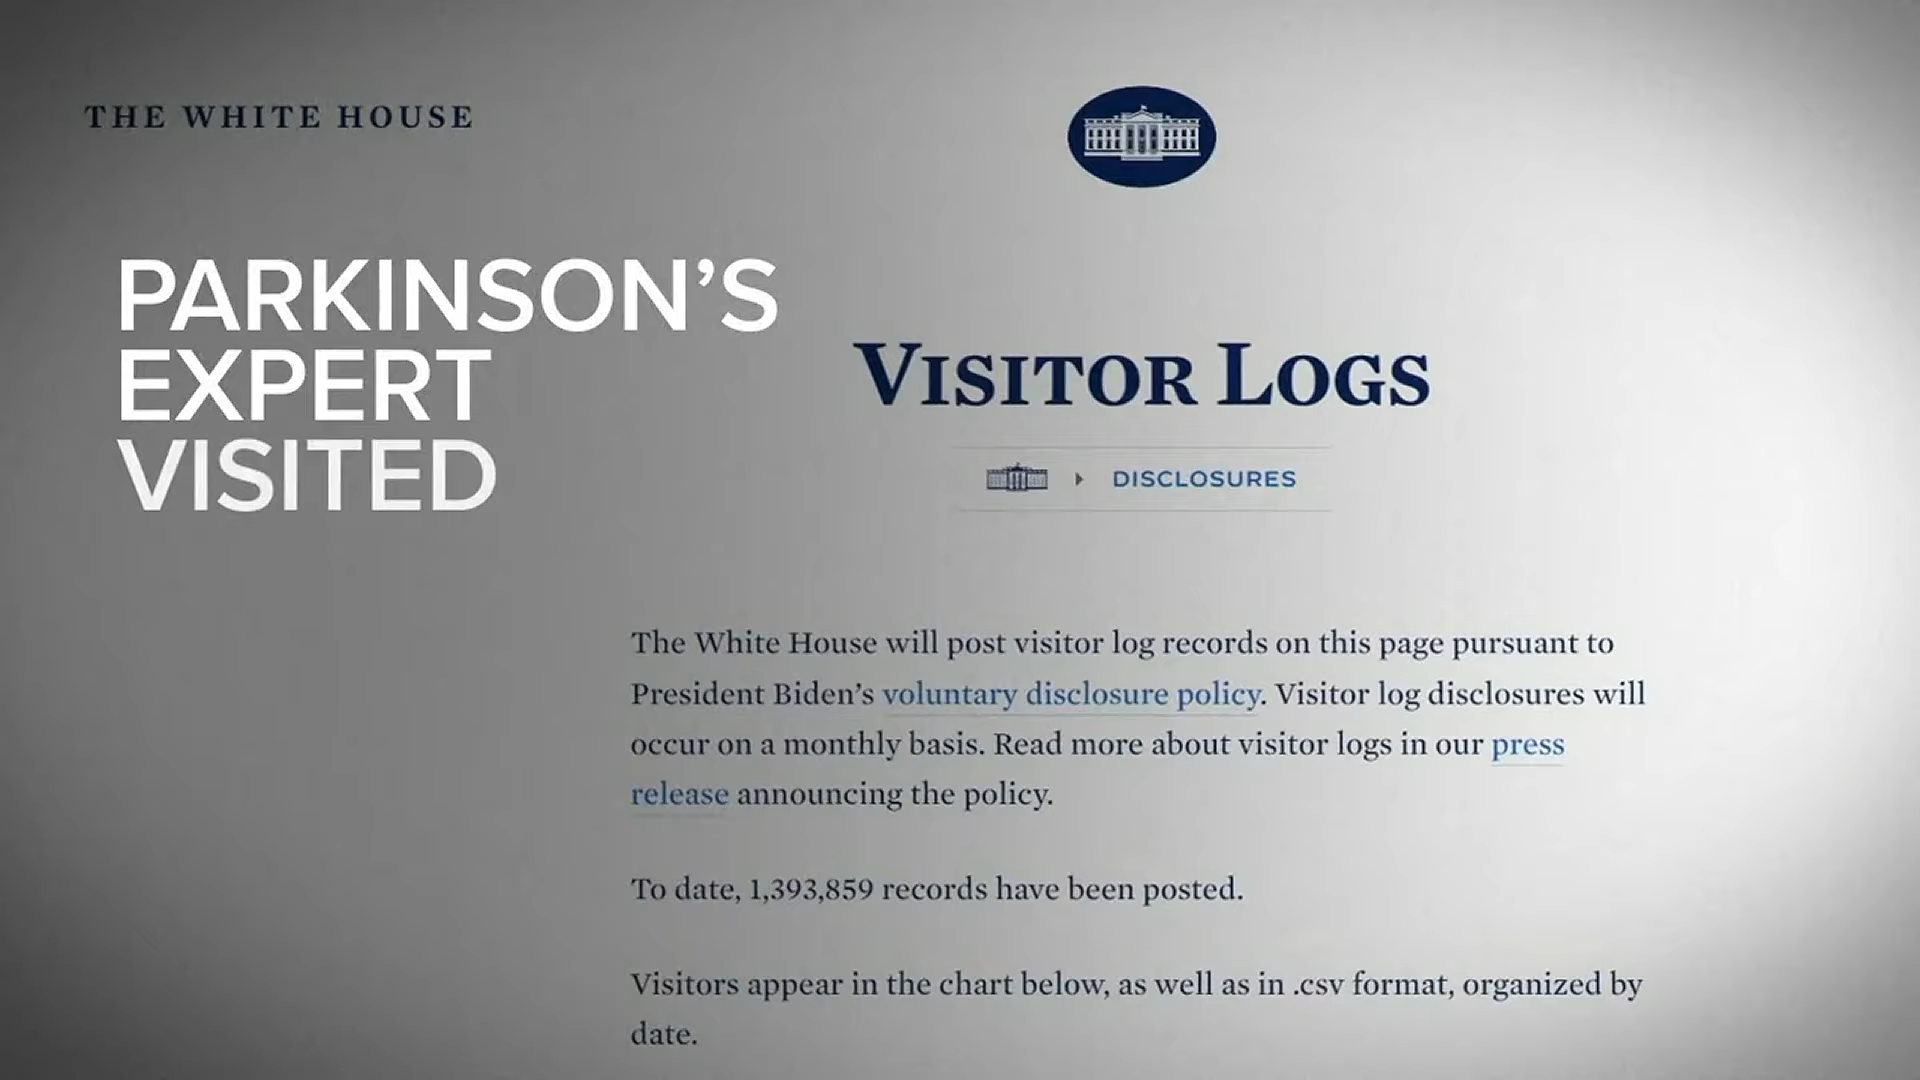 THE WHITE HOUSE
PARKINSON’S
EXPERT
VISITED
VISITOR LOGS
DISCLOSURES
The White House will post visitor log records on this page pursuant to
President Biden’s voluntary disclosure policy. Visitor log disclosures will
occur on a monthly basis. Read more about visitor logs in our press
release announcing the policy.
To date, 1,393,859 records have been posted.
Visitors appear in the chart below, as well as in .csv format, organized by
date.